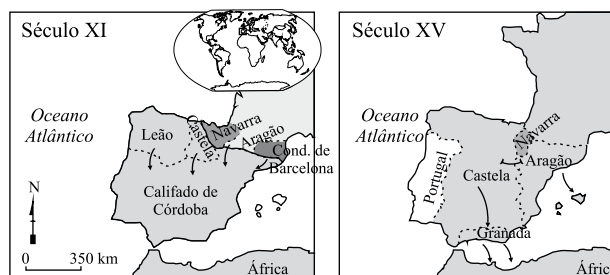 Século XI
Oceano
Atlântico
Leão
Castela
Navarra
Aragão
Cond. de
Barcelona
Califado de
Córdoba
N
0 350 km
África
Século XV
Oceano
Atlântico
Portugal
Castela
Navarra
Aragão
Granada
África